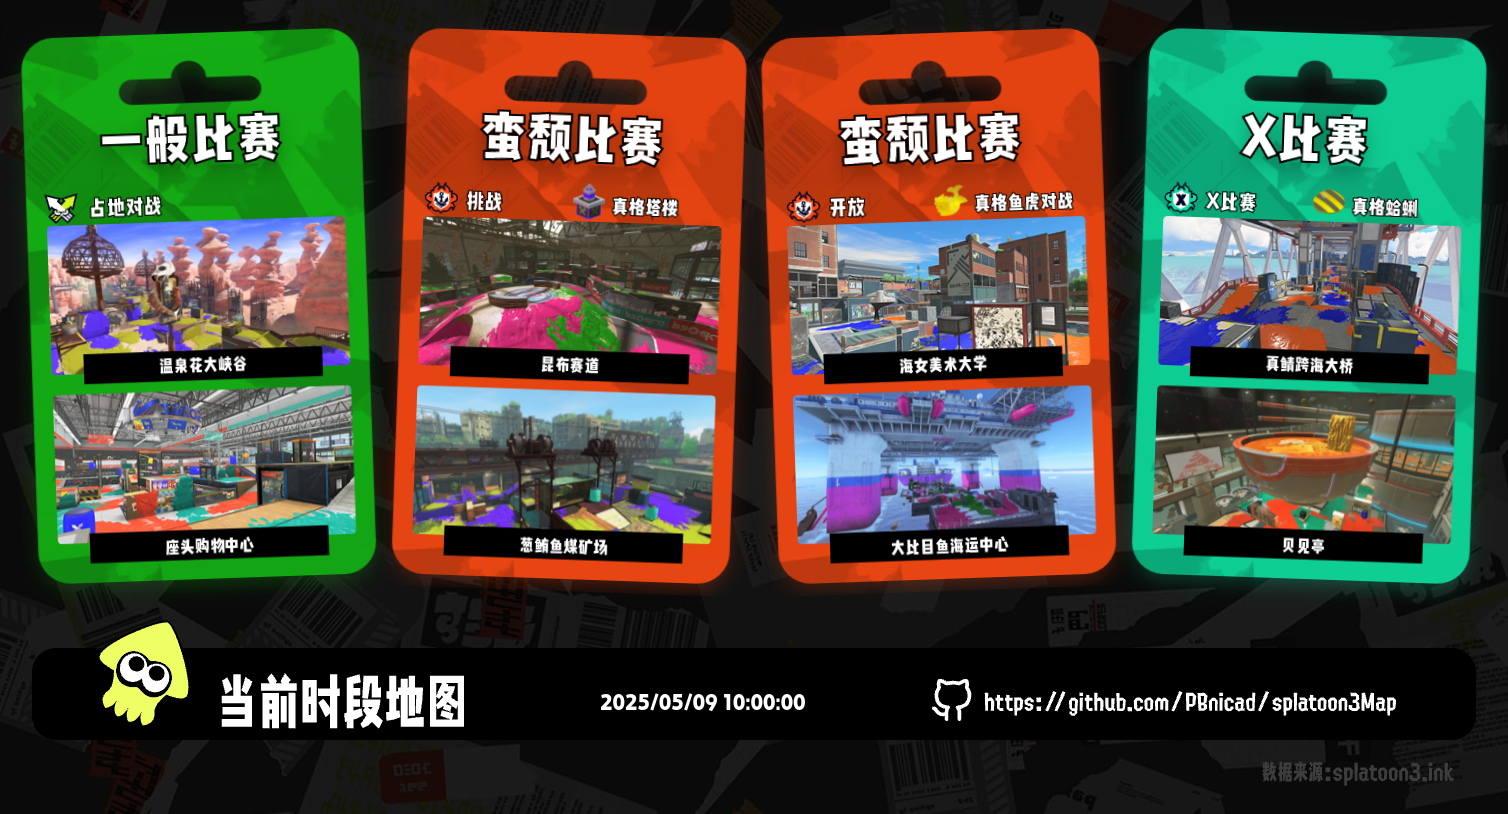 一般比赛
占地对战
温泉花大峡谷
座头购物中心
蛮颓比赛
挑战
真格塔楼
昆布赛道
葱鲔鱼煤矿场
蛮颓比赛
开放
真格鱼虎对战
海女美术大学
大比目鱼海运中心
X比赛
X比赛
真格蛤蜊
真鲭跨海大桥
贝见亭
当前时段地图
2025/05/09 10:00:00
https://github.com/PBnicad/splatoon3Map
数据来源:splatoon3.ink